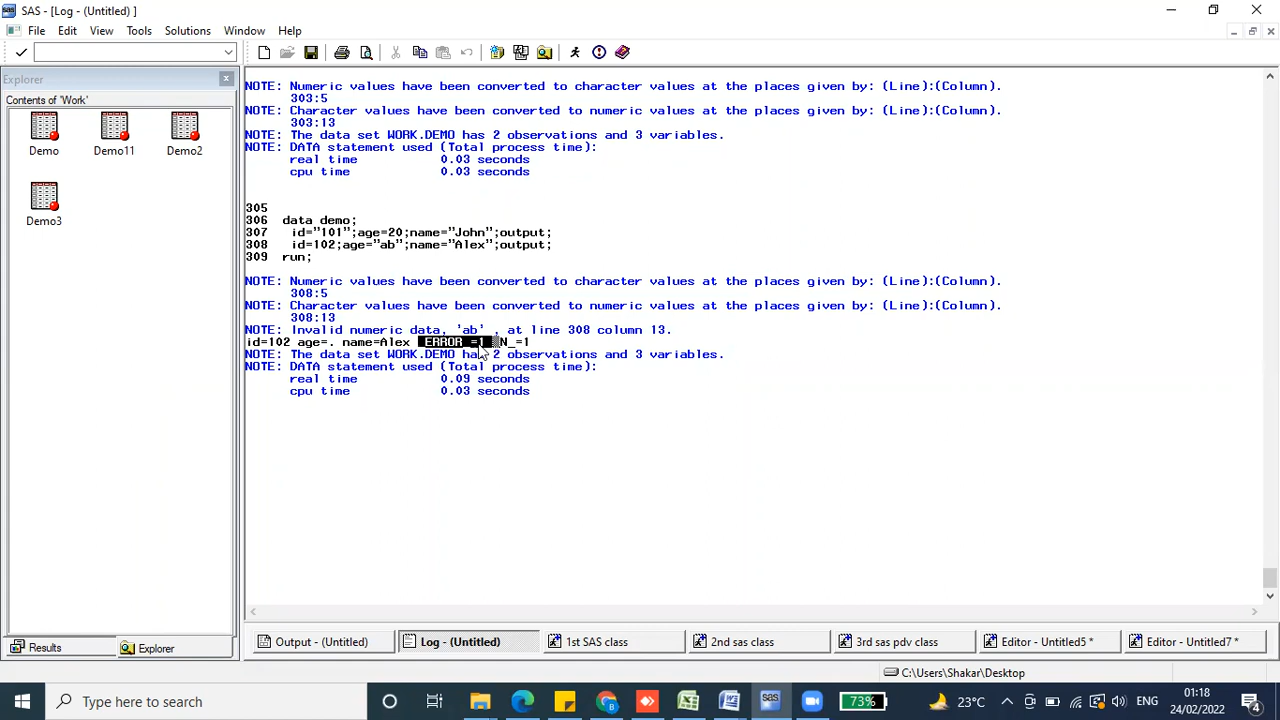 SAS - [Log - (Untitled) ]
File Edit View Tools Solutions Window Help
Explorer
Contents of 'Work'
Demo Demo11 Demo2
Demo3
NOTE: Numeric values have been converted to character values at the places given by: (Line):(Column).
303:5
NOTE: Character values have been converted to numeric values at the places given by: (Line):(Column).
303:13
NOTE: The data set WORK.DEMO has 2 observations and 3 variables.
NOTE: DATA statement used (Total process time):
real time 0.03 seconds
cpu time 0.03 seconds
305
306 data demo;
307 id="101";age=20;name="John";output;
308 id=102;age="ab";name="Alex";output;
309 run;
NOTE: Numeric values have been converted to character values at the places given by: (Line):(Column).
308:5
NOTE: Character values have been converted to numeric values at the places given by: (Line):(Column).
308:13
NOTE: Invalid numeric data, 'ab' , at line 308 column 13.
id=102 age=. name=Alex _ERROR_=1 _N_=1
NOTE: The data set WORK.DEMO has 2 observations and 3 variables.
NOTE: DATA statement used (Total process time):
real time 0.09 seconds
cpu time 0.03 seconds
Results Explorer
Output - (Untitled) Log - (Untitled) 1st SAS class 2nd sas class 3rd sas pdv class Editor - Untitled5 * Editor - Untitled7 *
C:\Users\Shakar\Desktop
Type here to search 73% 23°C ENG 01:18
24/02/2022 4